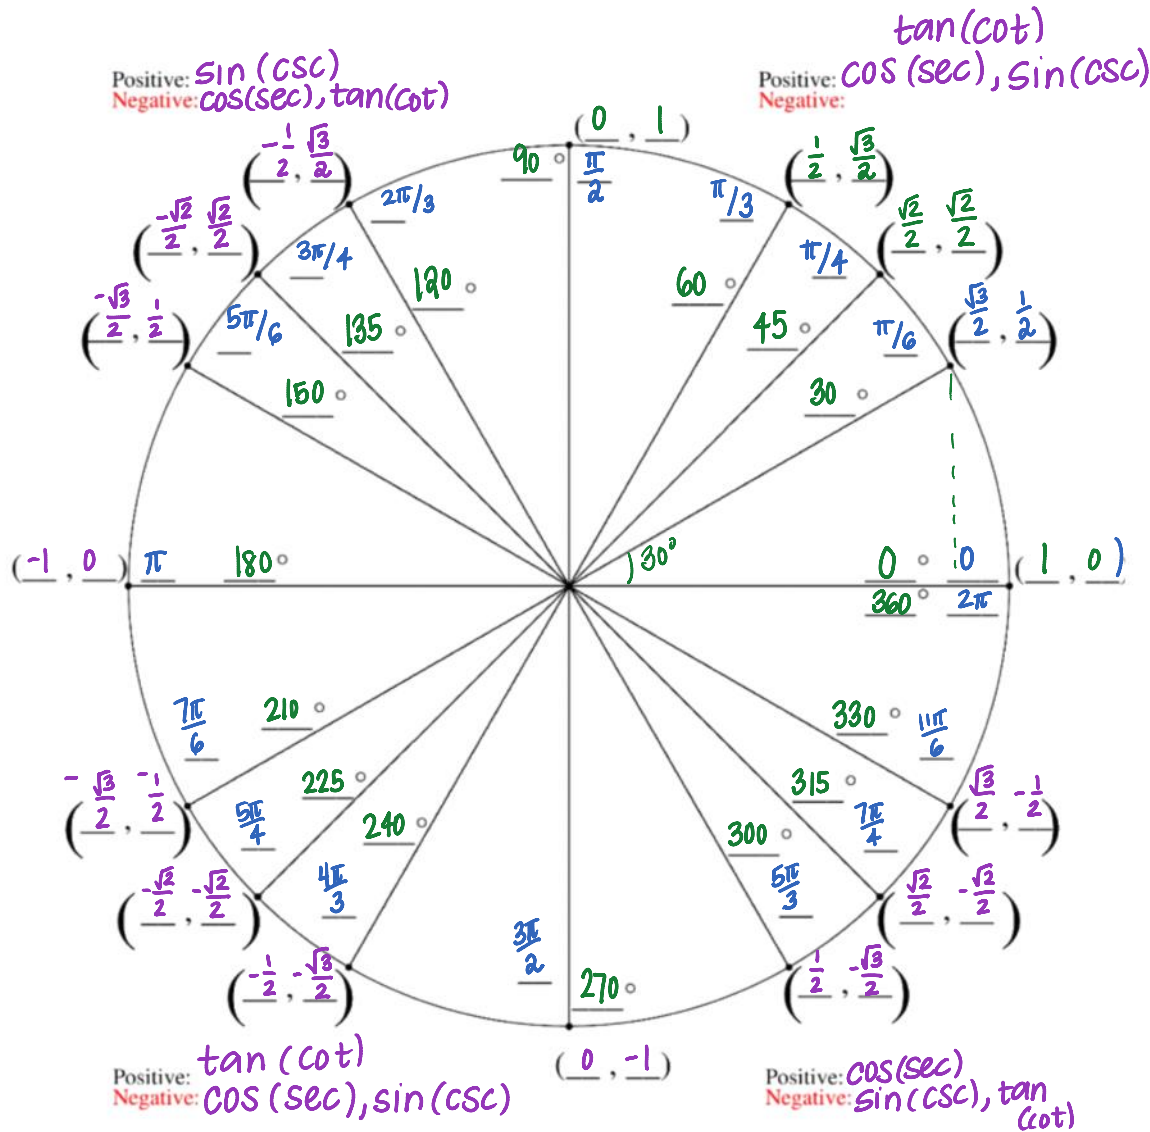 tan(cot)
Positive: sin (csc)
Positive: cos(sec), sin(csc)
Negative: cos(sec), tan(cot)
Negative:
(0, 1)
(-1/2, √3/2)
90° π/2
(1/2, √3/2)
2π/3
π/3
(-√2/2, √2/2)
(√2/2, √2/2)
3π/4
π/4
120°
60°
(-√3/2, 1/2)
5π/6
135°
45°
π/6
(√3/2, 1/2)
150°
30°
30°
(-1, 0) π 180°
0° 0 (1, 0)
360° 2π
7π/6
210°
330°
11π/6
(-√3/2, -1/2)
225°
315°
(√3/2, -1/2)
5π/4
240°
300°
7π/4
(-√2/2, -√2/2)
4π/3
5π/3
(√2/2, -√2/2)
3π/2
(-1/2, -√3/2)
270°
(1/2, -√3/2)
(0, -1)
Positive: tan (cot)
Negative: cos (sec), sin (csc)
Positive: cos(sec)
Negative: sin(csc), tan
(cot)